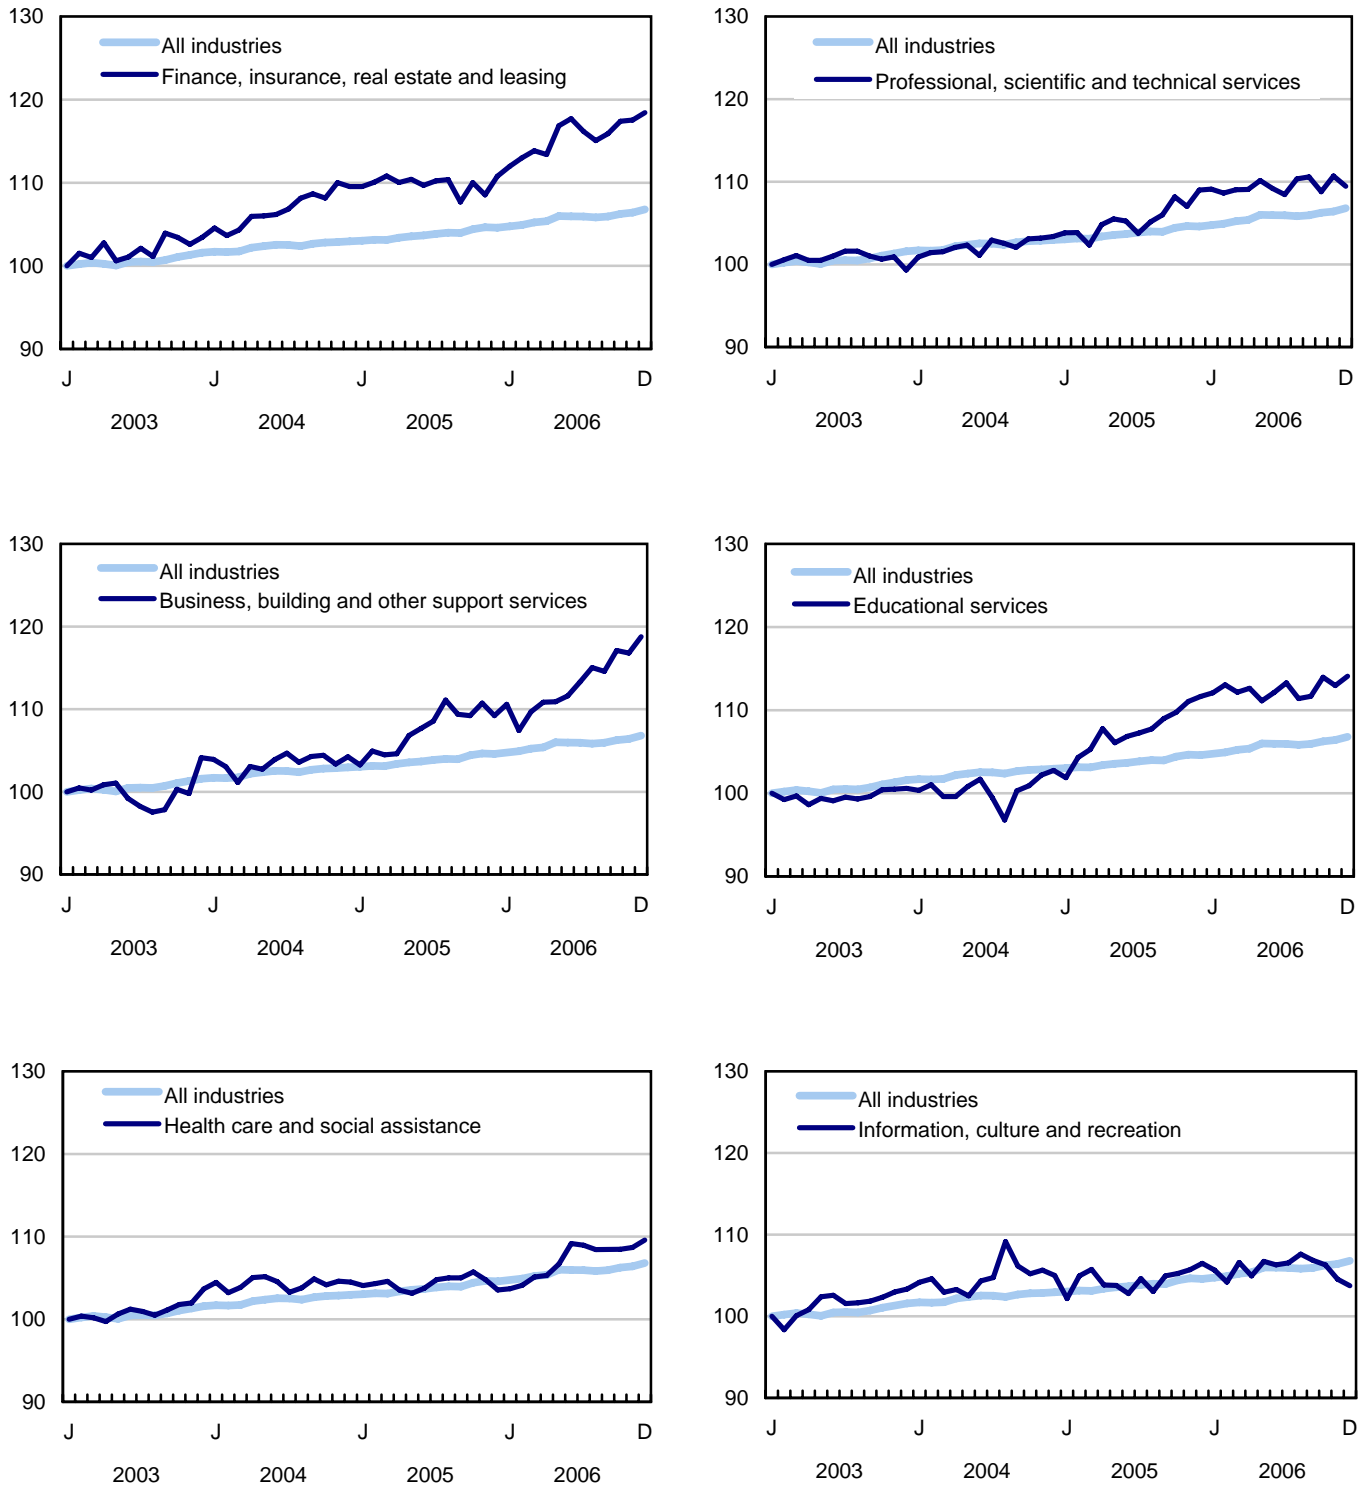 130
All industries
Finance, insurance, real estate and leasing
120
110
100
90
J J J J D
2003 2004 2005 2006
130
All industries
Professional, scientific and technical services
120
110
100
90
J J J J D
2003 2004 2005 2006
130
All industries
Business, building and other support services
120
110
100
90
J J J J D
2003 2004 2005 2006
130
All industries
Educational services
120
110
100
90
J J J J D
2003 2004 2005 2006
130
All industries
Health care and social assistance
120
110
100
90
J J J J D
2003 2004 2005 2006
130
All industries
Information, culture and recreation
120
110
100
90
J J J J D
2003 2004 2005 2006